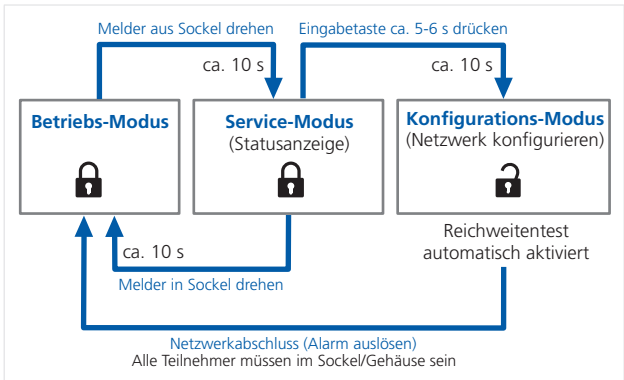 Melder aus Sockel drehen
Eingabetaste ca. 5-6 s drücken
ca. 10 s
ca. 10 s
Betriebs-Modus
Service-Modus
(Statusanzeige)
Konfigurations-Modus
(Netzwerk konfigurieren)
ca. 10 s
Melder in Sockel drehen
Reichweitentest
automatisch aktiviert
Netzwerkabschluss (Alarm auslösen)
Alle Teilnehmer müssen im Sockel/Gehäuse sein